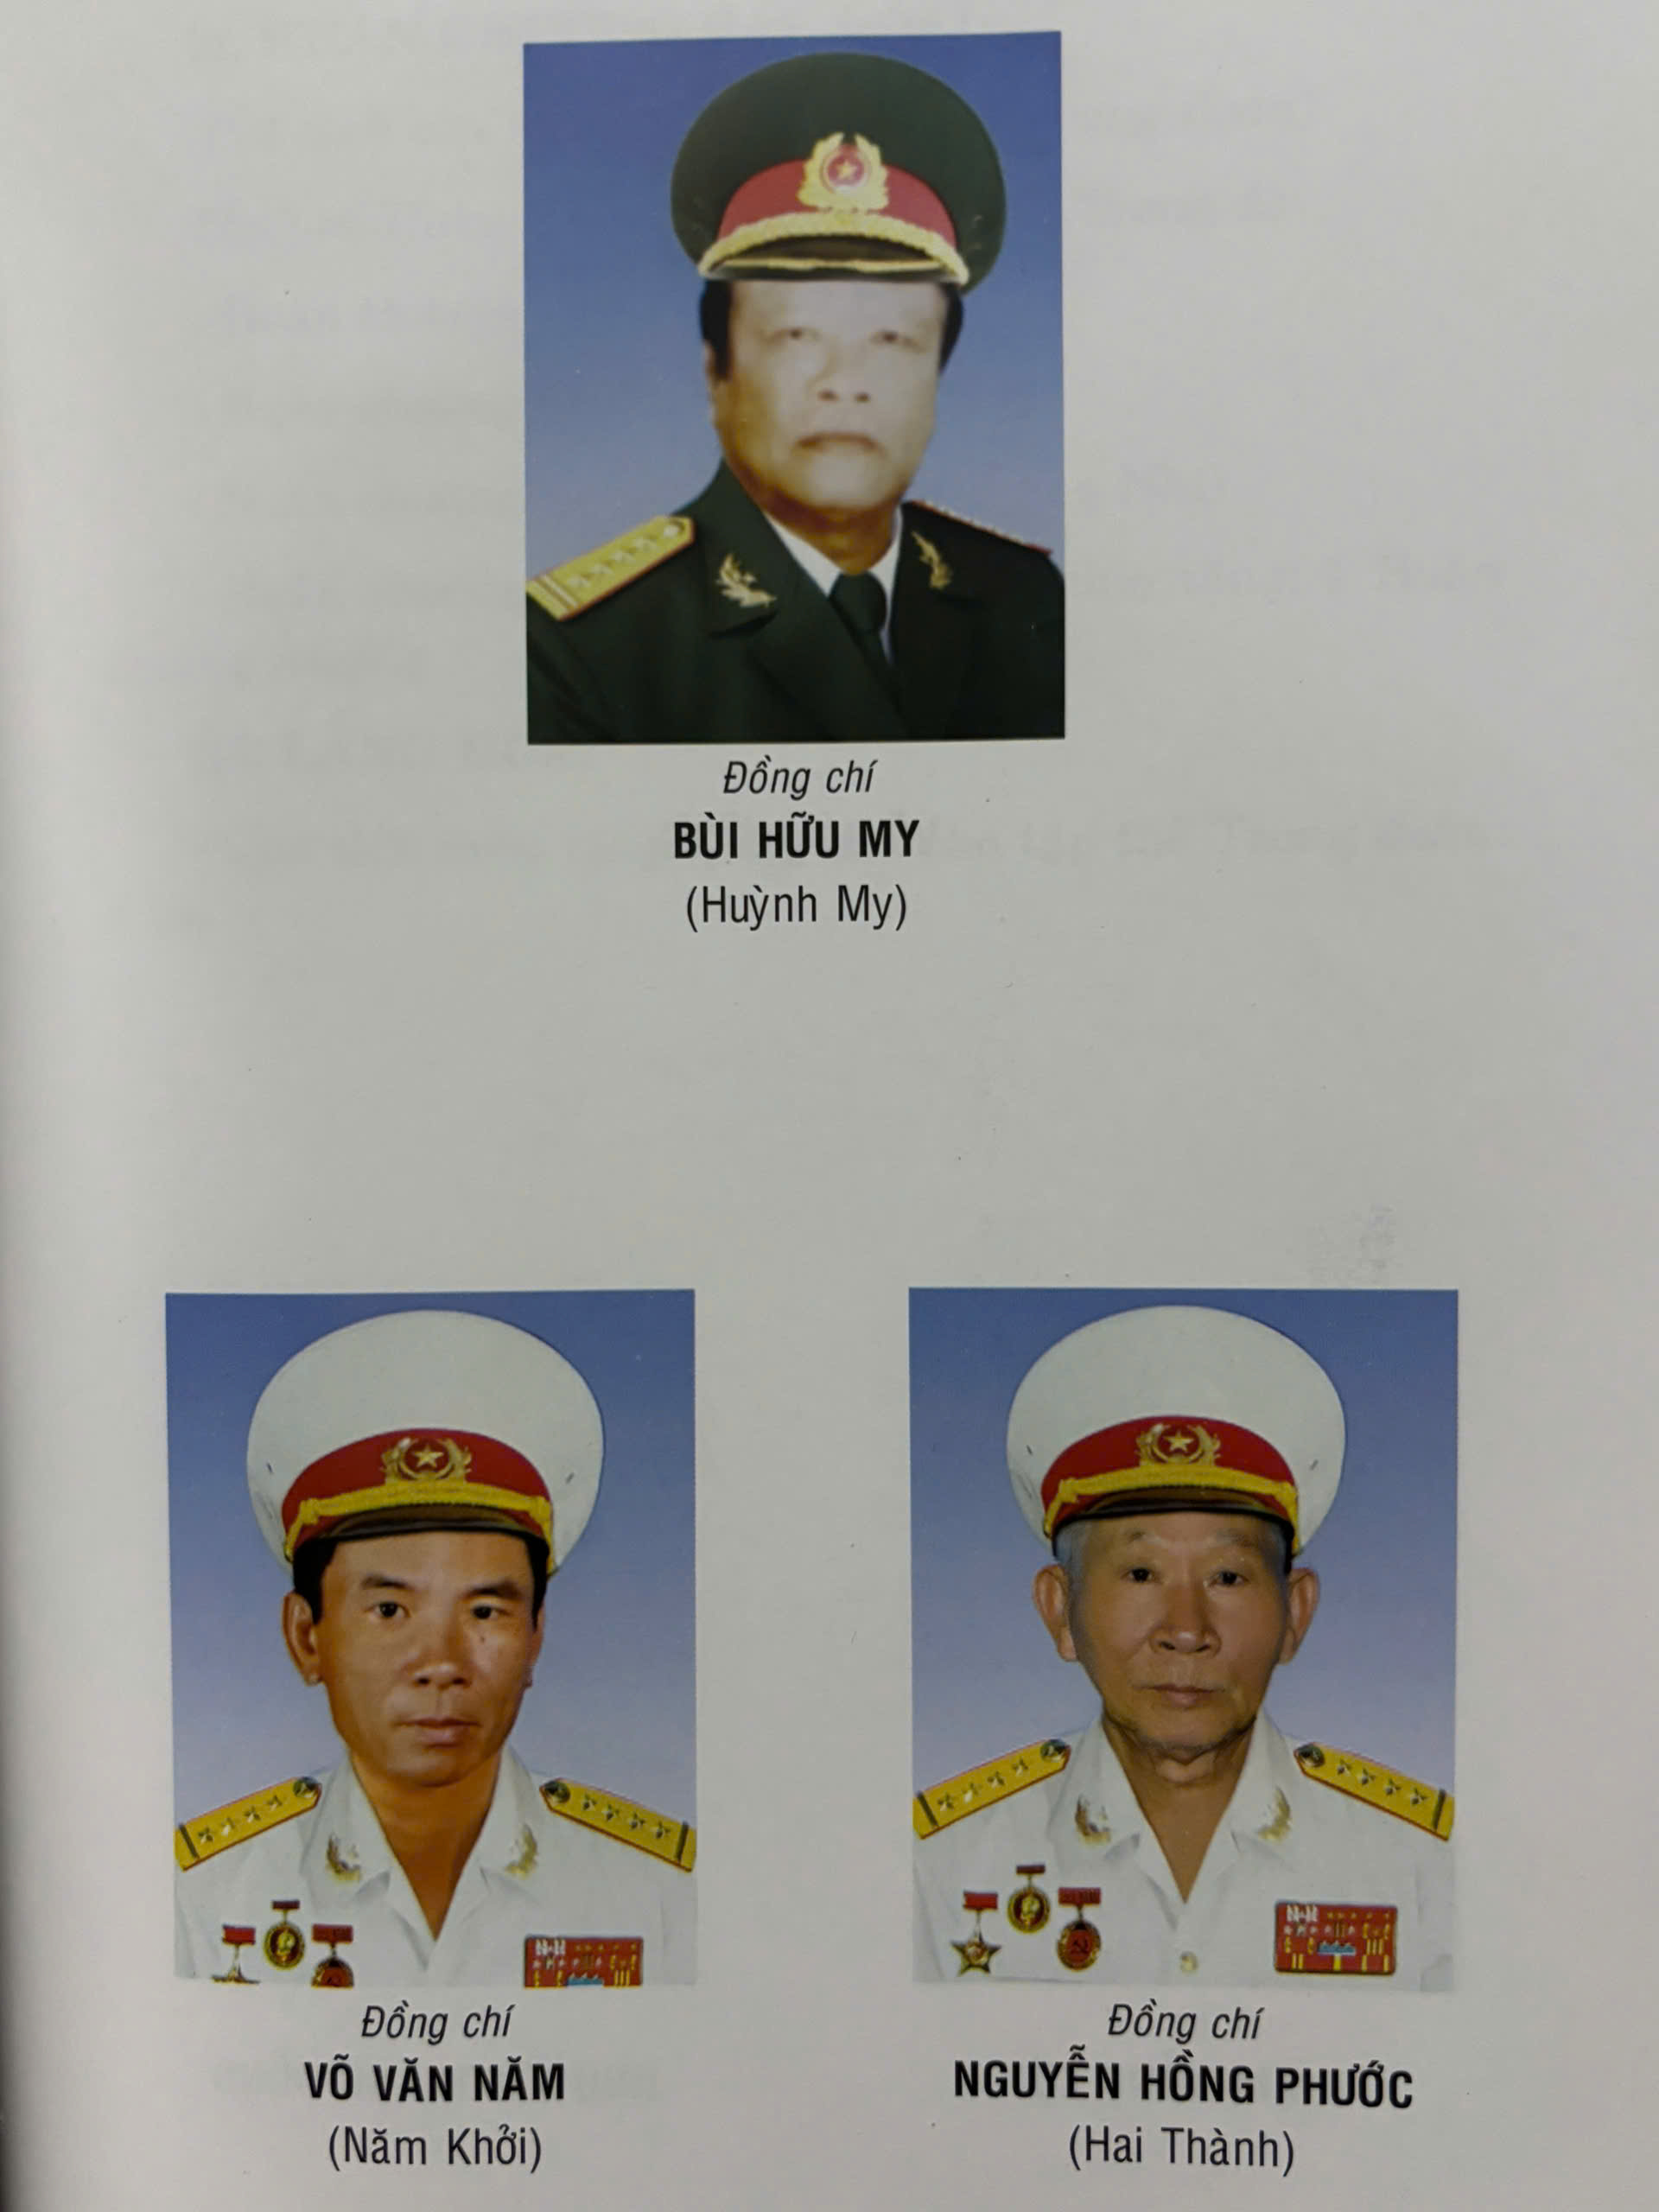 Đồng chí
BÙI HỮU MY
(Huỳnh My)
Đồng chí
VÕ VĂN NĂM
(Năm Khởi)
Đồng chí
NGUYỄN HỒNG PHƯỚC
(Hai Thành)